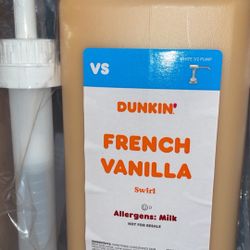 VS
DUNKIN'
FRENCH
VANILLA
Swirl
D
Allergens: Milk
NOT FOR RESALE